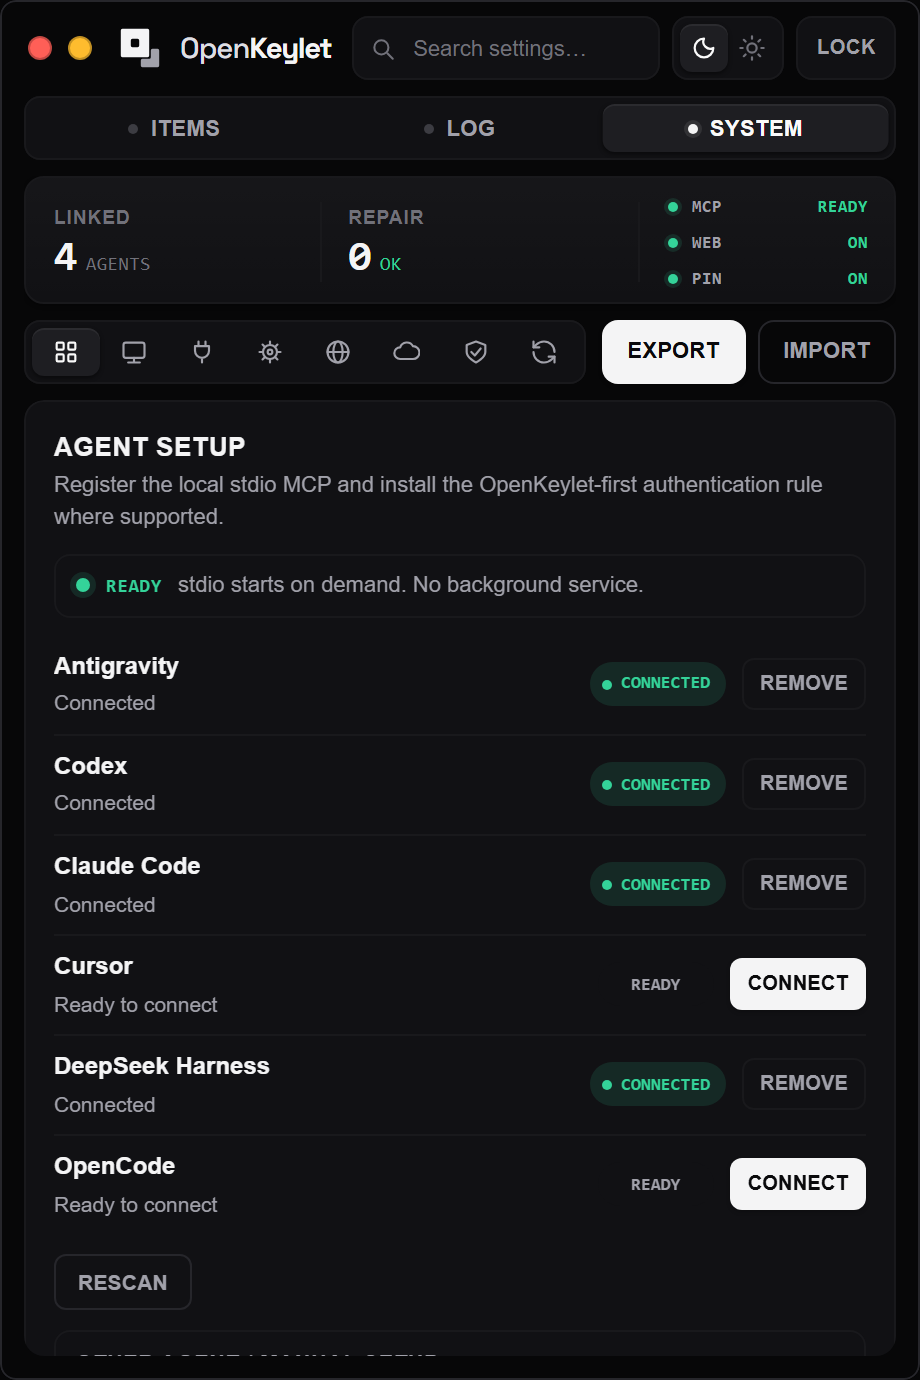 OpenKeylet
Search settings...
LOCK
ITEMS
LOG
SYSTEM
LINKED
4 AGENTS
REPAIR
0 OK
MCP READY
WEB ON
PIN ON
EXPORT
IMPORT
AGENT SETUP
Register the local stdio MCP and install the OpenKeylet-first authentication rule
where supported.
READY stdio starts on demand. No background service.
Antigravity
Connected
CONNECTED
REMOVE
Codex
Connected
CONNECTED
REMOVE
Claude Code
Connected
CONNECTED
REMOVE
Cursor
Ready to connect
READY
CONNECT
DeepSeek Harness
Connected
CONNECTED
REMOVE
OpenCode
Ready to connect
READY
CONNECT
RESCAN